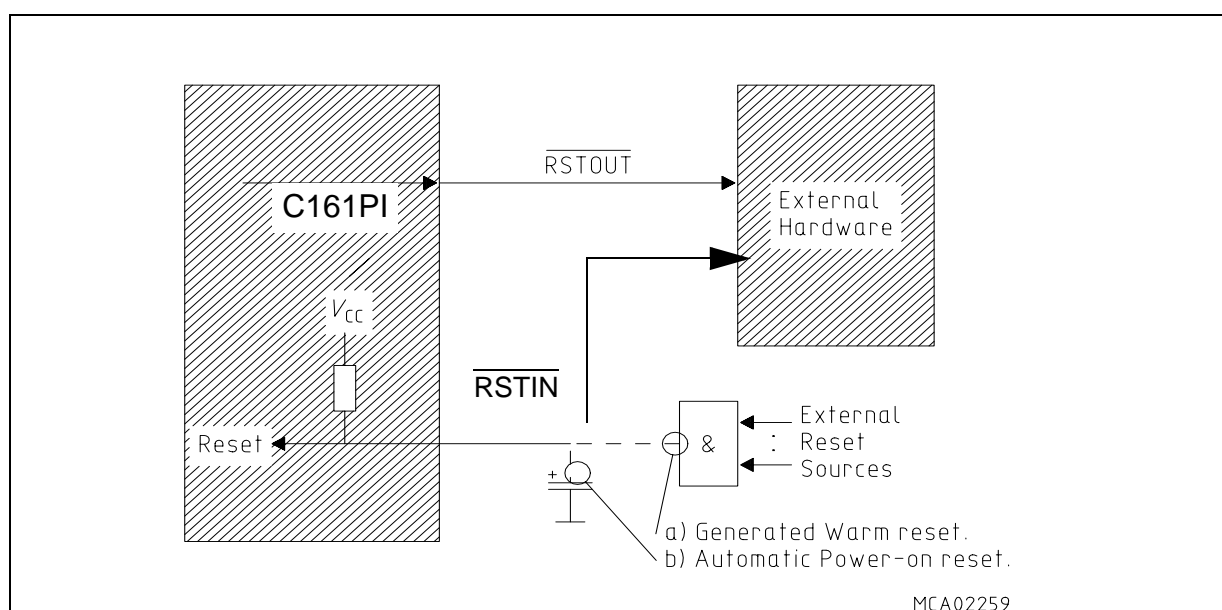 RSTOUT
C161PI
External
Hardware
VCC
RSTIN
Reset
&
External
:
Reset
Sources
+
a) Generated Warm reset.
b) Automatic Power-on reset.
MCA02259